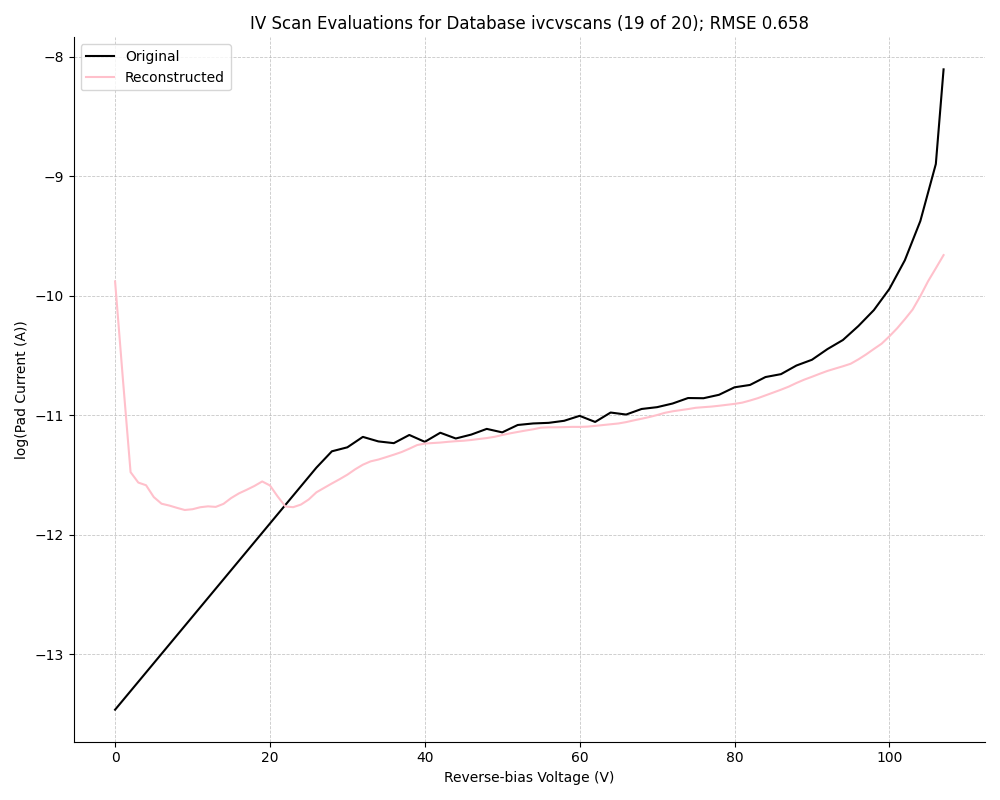 IV Scan Evaluations for Database ivcvscans (19 of 20); RMSE 0.658
Original
Reconstructed
−8
−9
−10
−11
−12
−13
log(Pad Current (A))
0 20 40 60 80 100
Reverse-bias Voltage (V)